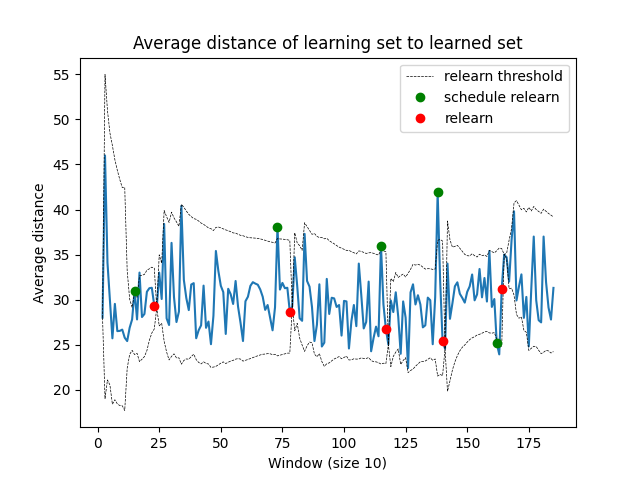 Average distance of learning set to learned set
relearn threshold
schedule relearn
relearn
Average distance
55
50
45
40
35
30
25
20
0
25
50
75
100
125
150
175
Window (size 10)